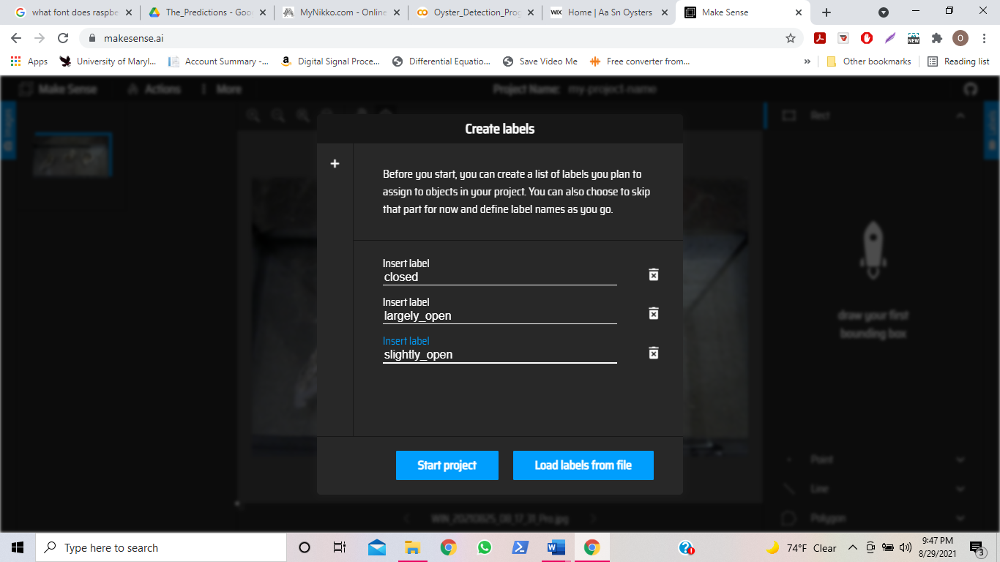 what font does raspbe
The_Predictions - Goo
MyNikko.com - Online
Oyster_Detection_Prog
WIX Home | Aa Sn Oysters
Make Sense
makesense.ai
NEW
O
Apps
University of Maryl...
Account Summary -...
Digital Signal Proce...
Differential Equatio...
Save Video Me
Free converter from...
»
Other bookmarks
Reading list
Make Sense
Actions
More
Project Name: my-project-name
Rect
Create labels
Before you start, you can create a list of labels you plan to
assign to objects in your project. You can also choose to skip
that part for now and define label names as you go.
Insert label
closed
Insert label
largely_open
Insert label
slightly_open
Start project
Load labels from file
draw your first
bounding box
Point
Line
Polygon
WIN_20210825_08_17_31_Pro.jpg
Type here to search
74°F Clear
9:47 PM
8/29/2021
3